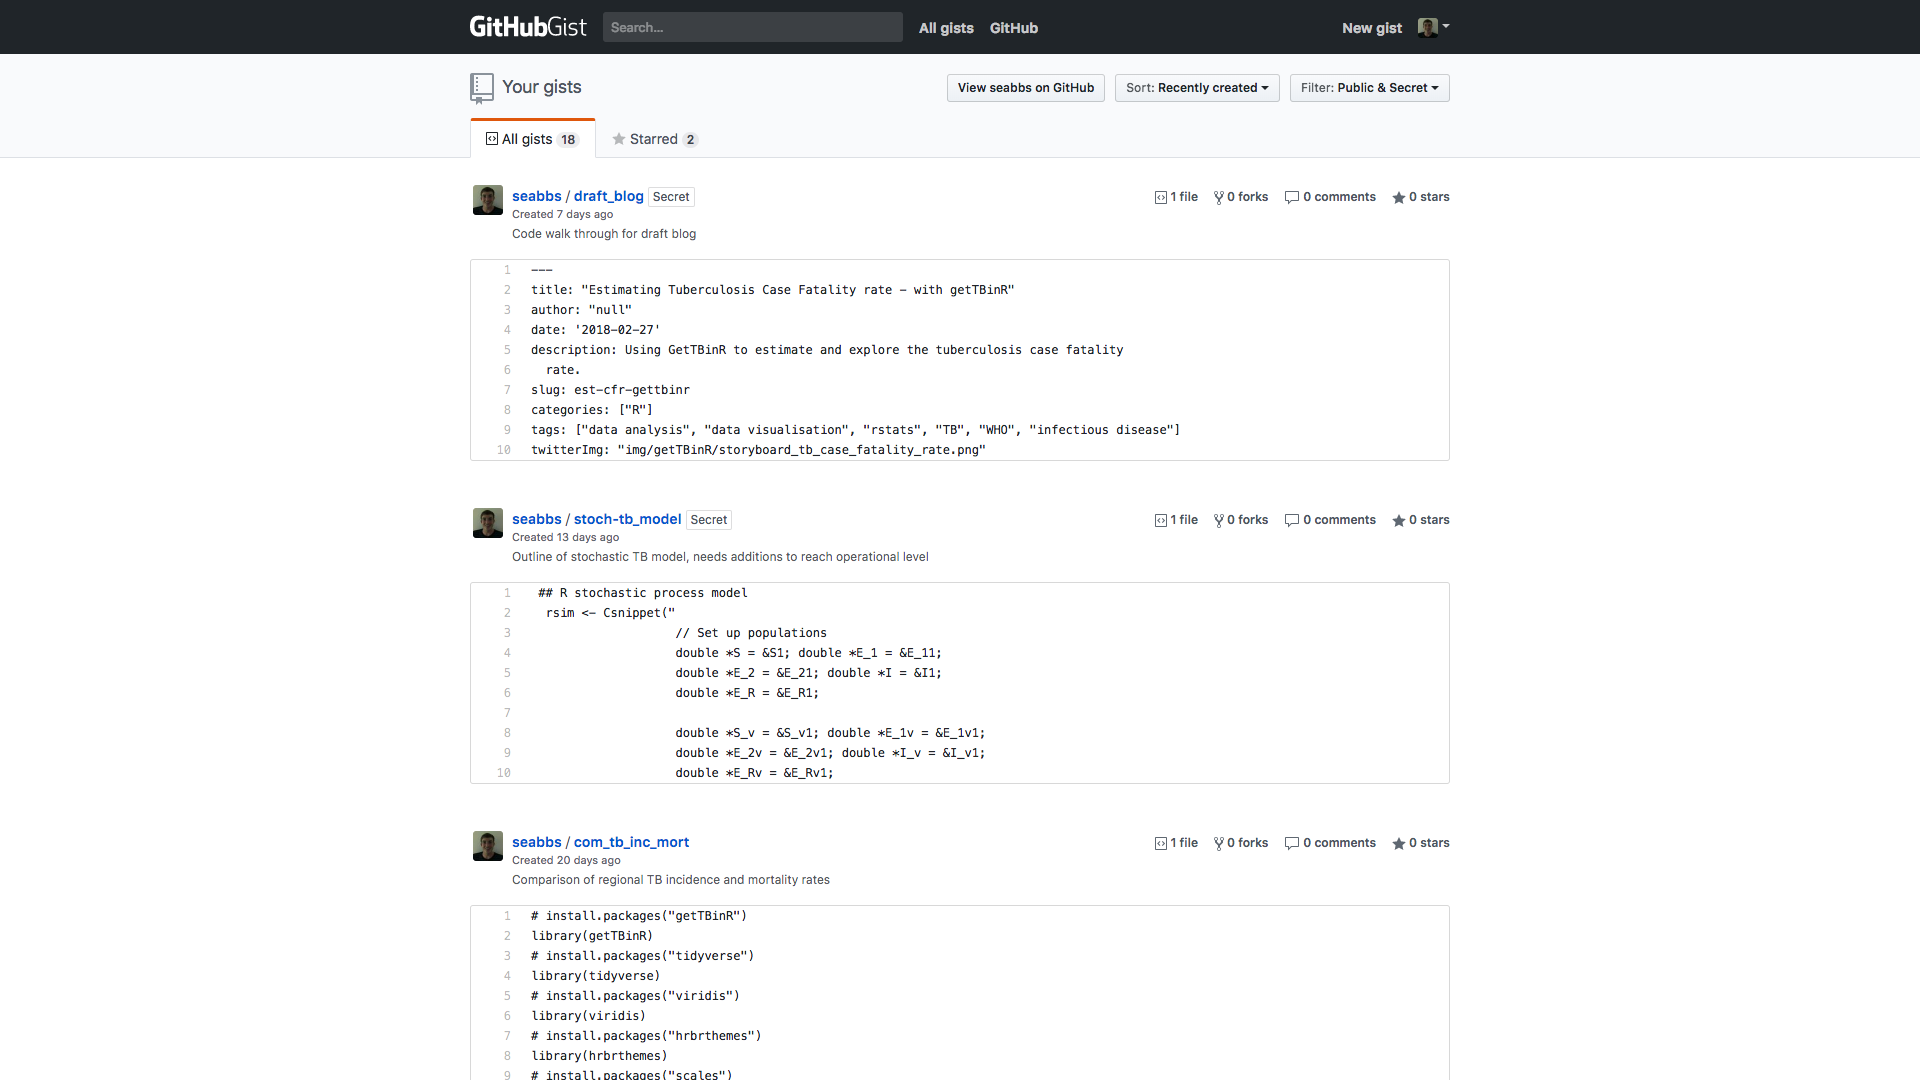 GitHubGist Search... All gists GitHub New gist
Your gists View seabbs on GitHub Sort: Recently created Filter: Public & Secret
All gists 18 Starred 2
seabbs / draft_blog Secret 1 file 0 forks 0 comments 0 stars
Created 7 days ago
Code walk through for draft blog
1 ---
2 title: "Estimating Tuberculosis Case Fatality rate - with getTBinR"
3 author: "null"
4 date: '2018-02-27'
5 description: Using GetTBinR to estimate and explore the tuberculosis case fatality
6 rate.
7 slug: est-cfr-gettbinr
8 categories: ["R"]
9 tags: ["data analysis", "data visualisation", "rstats", "TB", "WHO", "infectious disease"]
10 twitterImg: "img/getTBinR/storyboard_tb_case_fatality_rate.png"
seabbs / stoch-tb_model Secret 1 file 0 forks 0 comments 0 stars
Created 13 days ago
Outline of stochastic TB model, needs additions to reach operational level
1 ## R stochastic process model
2 rsim <- Csnippet("
3 // Set up populations
4 double *S = &S1; double *E_1 = &E_11;
5 double *E_2 = &E_21; double *I = &I1;
6 double *E_R = &E_R1;
7
8 double *S_v = &S_v1; double *E_1v = &E_1v1;
9 double *E_2v = &E_2v1; double *I_v = &I_v1;
10 double *E_Rv = &E_Rv1;
seabbs / com_tb_inc_mort 1 file 0 forks 0 comments 0 stars
Created 20 days ago
Comparison of regional TB incidence and mortality rates
1 # install.packages("getTBinR")
2 library(getTBinR)
3 # install.packages("tidyverse")
4 library(tidyverse)
5 # install.packages("viridis")
6 library(viridis)
7 # install.packages("hrbrthemes")
8 library(hrbrthemes)
9 # install.packages("scales")